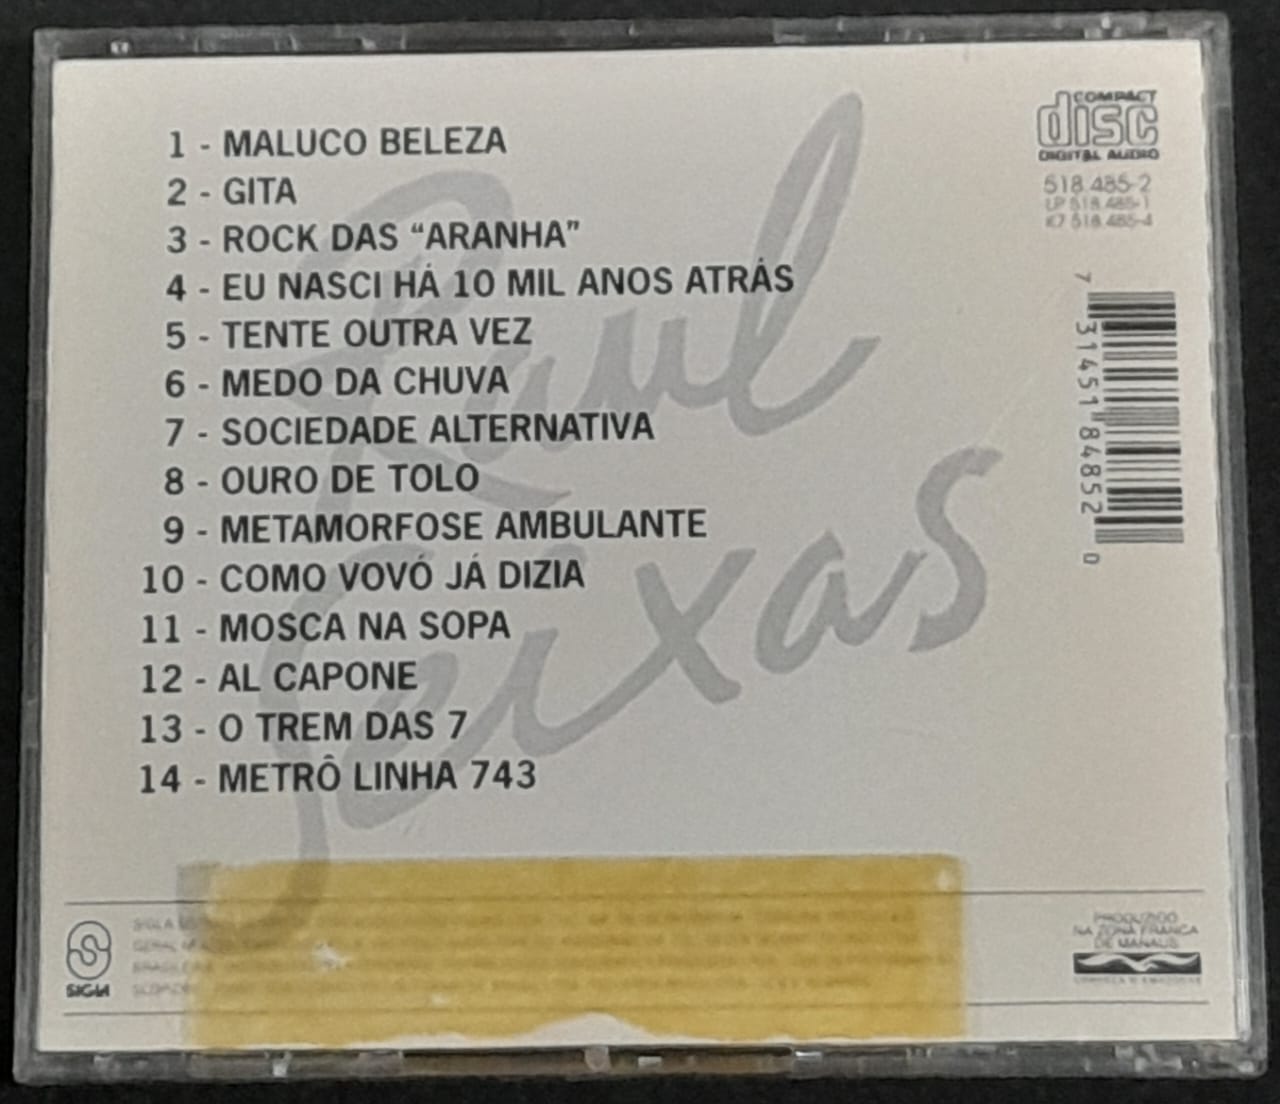 1 - MALUCO BELEZA
2 - GITA
3 - ROCK DAS “ARANHA”
4 - EU NASCI HÁ 10 MIL ANOS ATRÁS
5 - TENTE OUTRA VEZ
6 - MEDO DA CHUVA
7 - SOCIEDADE ALTERNATIVA
8 - OURO DE TOLO
9 - METAMORFOSE AMBULANTE
10 - COMO VOVÓ JÁ DIZIA
11 - MOSCA NA SOPA
12 - AL CAPONE
13 - O TREM DAS 7
14 - METRÔ LINHA 743
Raul
Seixas
COMPACT
disc
DIGITAL AUDIO
518.485-2
LP 518.485-1
K7 518.485-4
7 31451 84852 0
SIGLA
SIGLA
PRODUZIDO
NA ZONA FRANCA
DE MANAUS